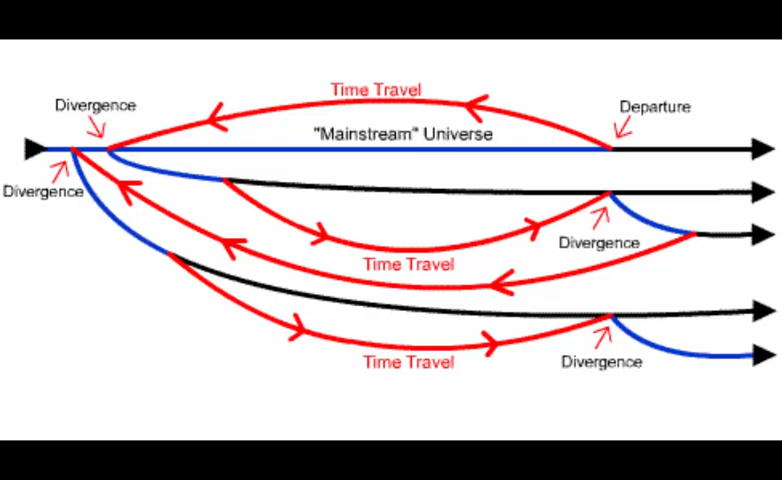 Time Travel
Divergence
Departure
"Mainstream" Universe
Divergence
Divergence
Time Travel
Time Travel
Divergence